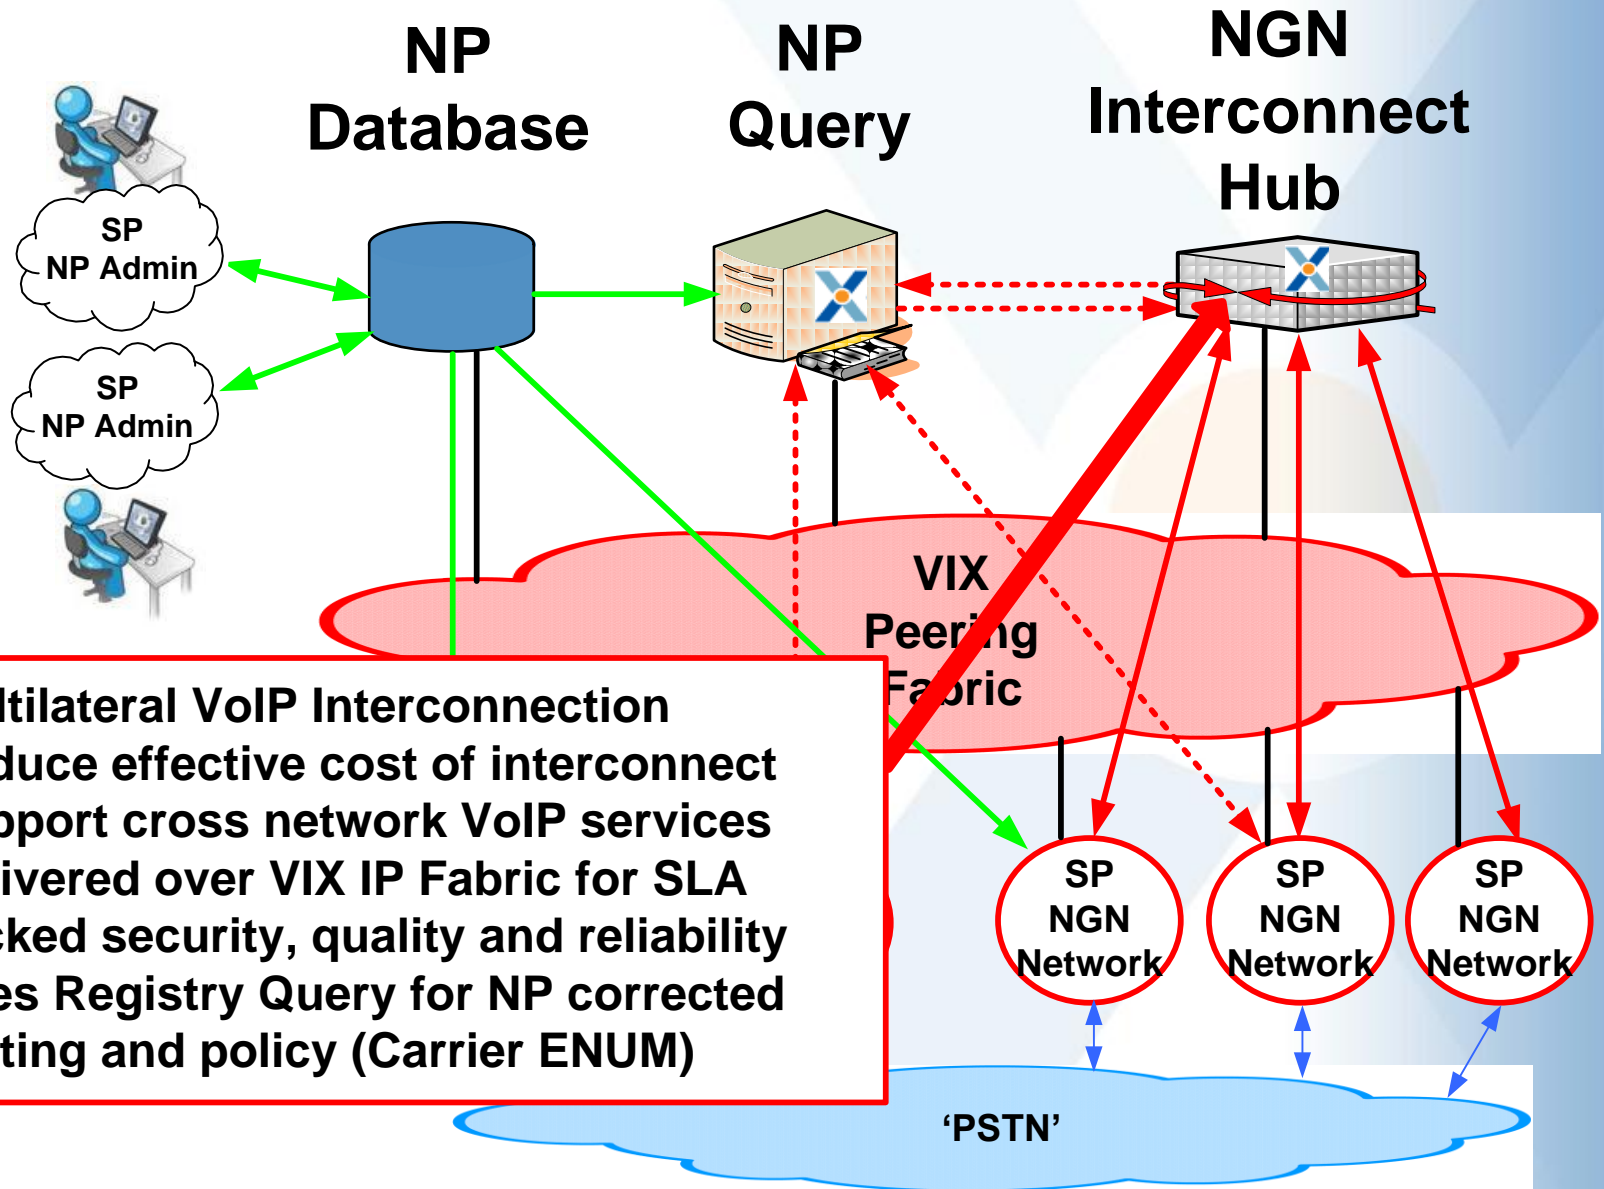 NP
Database
NP
Query
NGN
Interconnect
Hub
SP
NP Admin
SP
NP Admin
VIX
Peering
Fabric
ltilateral VoIP Interconnection
duce effective cost of interconnect
pport cross network VoIP services
ivered over VIX IP Fabric for SLA
cked security, quality and reliability
es Registry Query for NP corrected
ting and policy (Carrier ENUM)
SP
NGN
Network
SP
NGN
Network
SP
NGN
Network
‘PSTN’